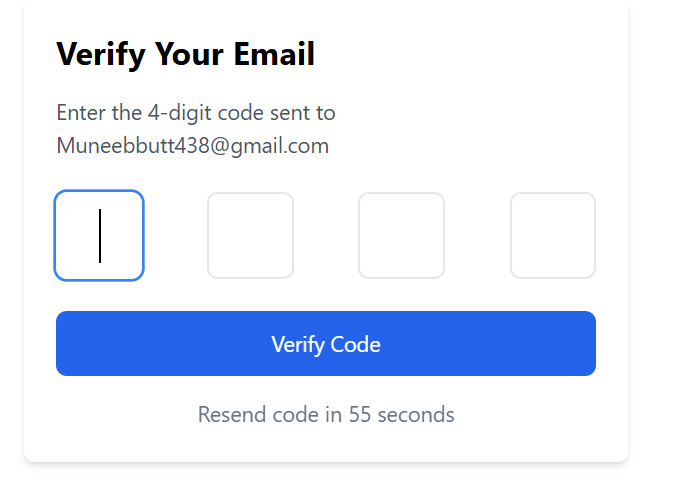 Verify Your Email
Enter the 4-digit code sent to
Muneebbutt438@gmail.com
Verify Code
Resend code in 55 seconds